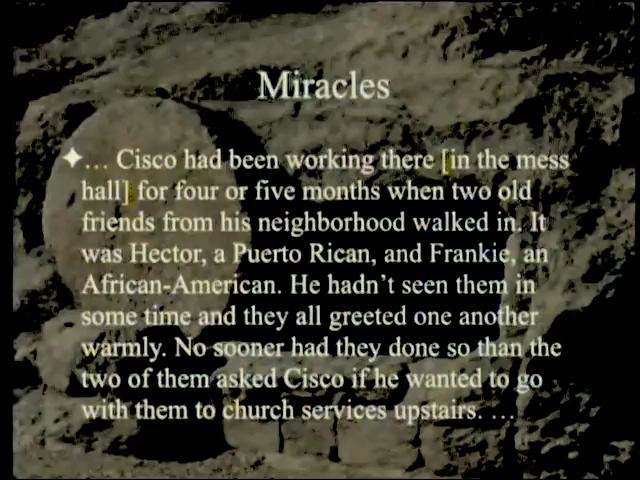 Miracles
… Cisco had been working there [in the mess
hall] for four or five months when two old
friends from his neighborhood walked in. It
was Hector, a Puerto Rican, and Frankie, an
African-American. He hadn't seen them in
some time and they all greeted one another
warmly. No sooner had they done so than the
two of them asked Cisco if he wanted to go
with them to church services upstairs. …